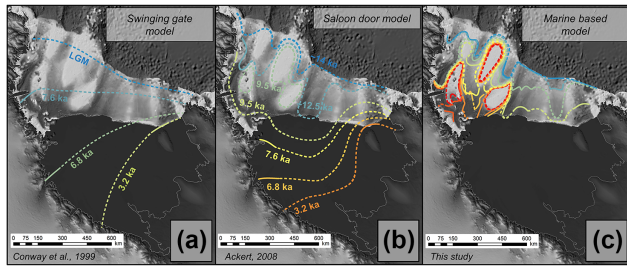 Swinging gate
model
LGM
6.8 ka
3.2 ka
0 75 150 300 450 600
km
Conway et al., 1999
(a)
Saloon door model
9.5 ka
9.5 ka
12.5 ka
7.6 ka
6.8 ka
3.2 ka
0 75 150 300 450 600
km
Ackert, 2008
(b)
Marine based
model
0 75 150 300 450 600
km
This study
(c)